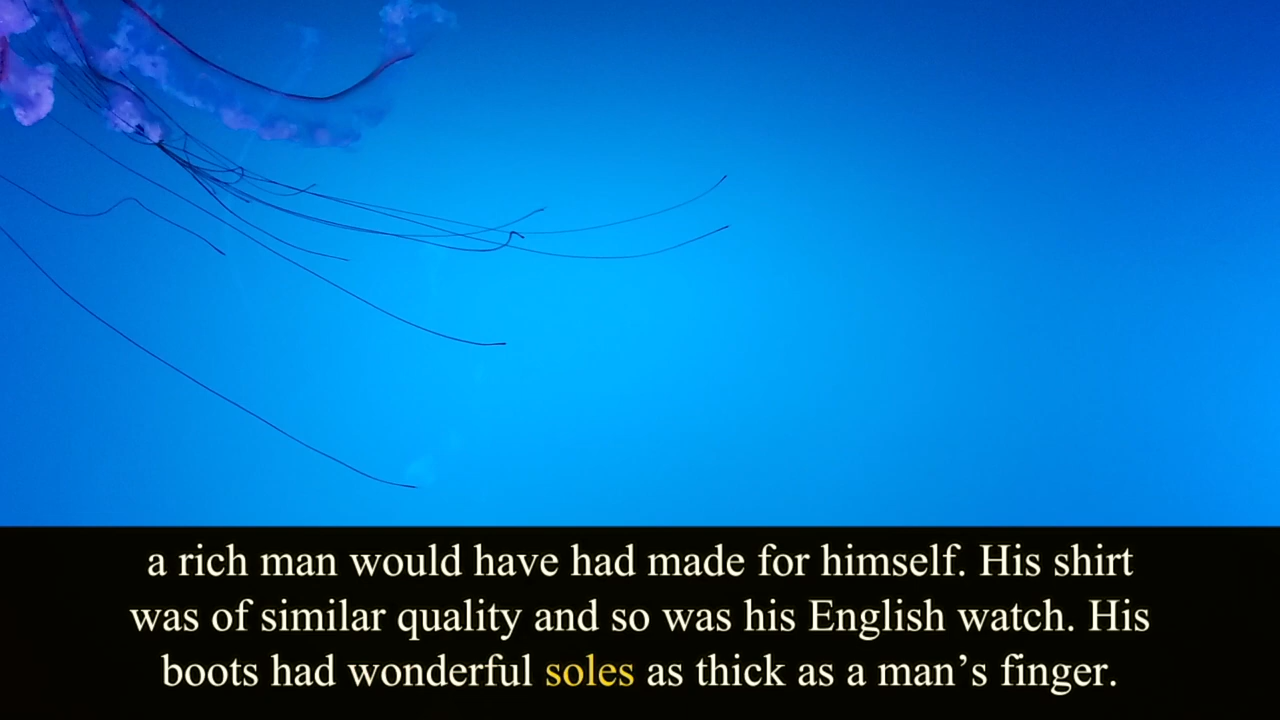 a rich man would have had made for himself. His shirt
was of similar quality and so was his English watch. His
boots had wonderful soles as thick as a man’s finger.